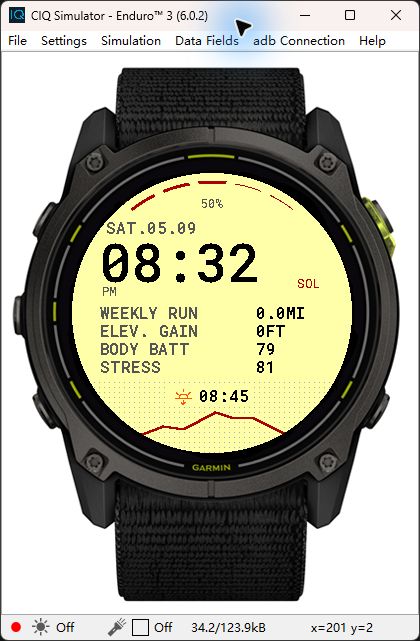 CIQ Simulator - Enduro™ 3 (6.0.2)
File Settings Simulation Data Fields adb Connection Help
50%
SAT.05.09
08:32
PM
SOL
WEEKLY RUN 0.0MI
ELEV. GAIN 0FT
BODY BATT 79
STRESS 81
08:45
GARMIN
Off Off 34.2/123.9kB x=201 y=2